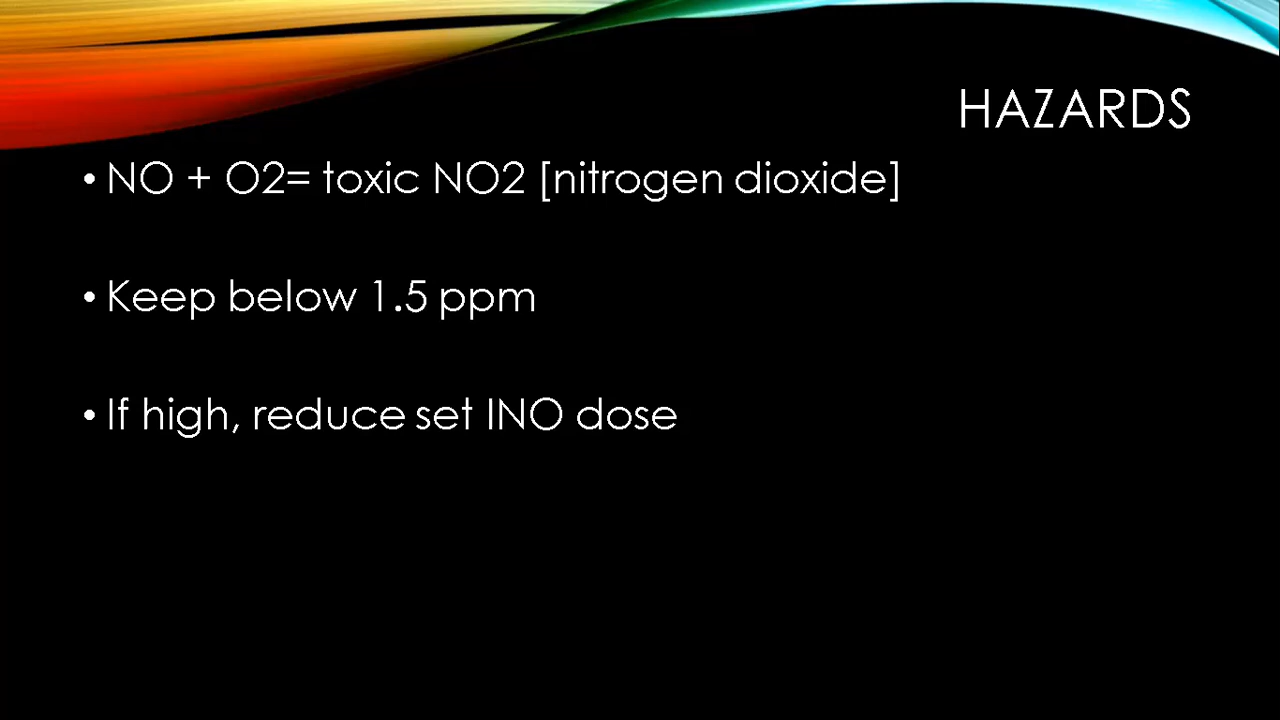 HAZARDS
• NO + O2= toxic NO2 [nitrogen dioxide]
• Keep below 1.5 ppm
• If high, reduce set INO dose